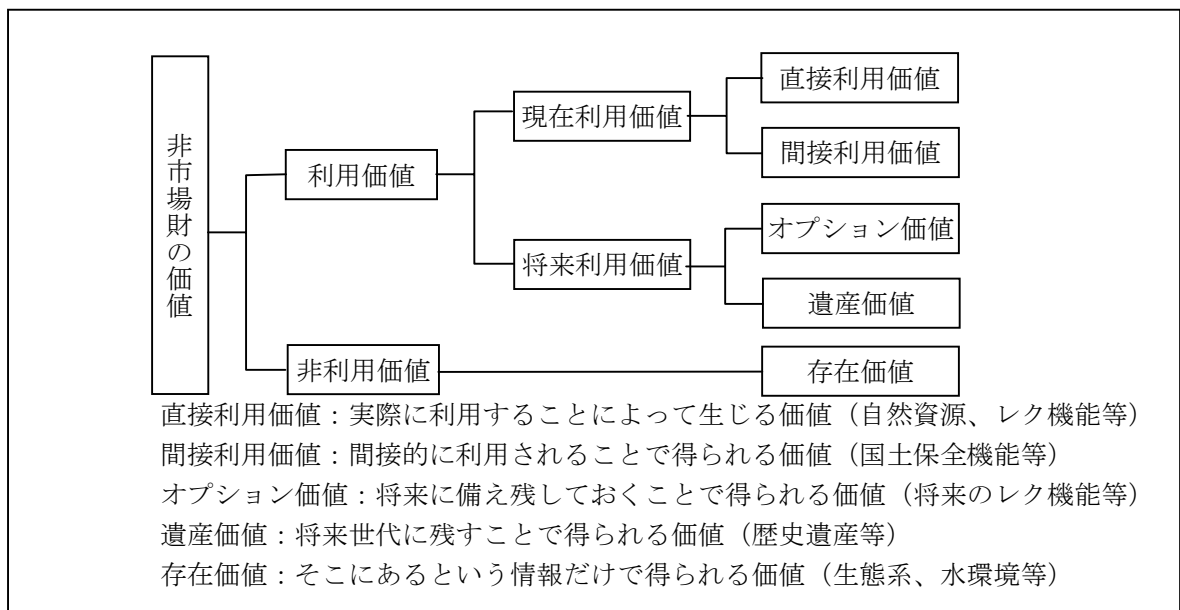 非市場財の価値
利用価値
非利用価値
現在利用価値
将来利用価値
直接利用価値
間接利用価値
オプション価値
遺産価値
存在価値
直接利用価値：実際に利用することによって生じる価値（自然資源、レク機能等）
間接利用価値：間接的に利用されることで得られる価値（国土保全機能等）
オプション価値：将来に備え残しておくことで得られる価値（将来のレク機能等）
遺産価値：将来世代に残すことで得られる価値（歴史遺産等）
存在価値：そこにあるという情報だけで得られる価値（生態系、水環境等）